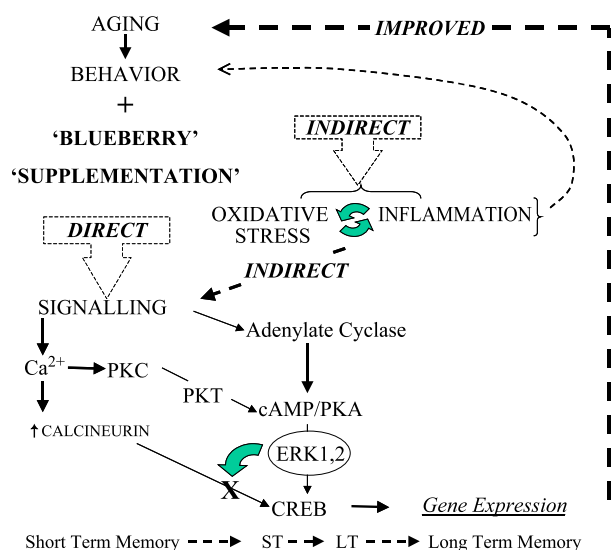 AGING
IMPROVED
BEHAVIOR
+
‘BLUEBERRY’
‘SUPPLEMENTATION’
INDIRECT
OXIDATIVE STRESS
INFLAMMATION
DIRECT
INDIRECT
SIGNALLING
Adenylate Cyclase
Ca2+
PKC
PKT
cAMP/PKA
↑CALCINEURIN
ERK1,2
X
CREB
Gene Expression
Short Term Memory ST LT Long Term Memory